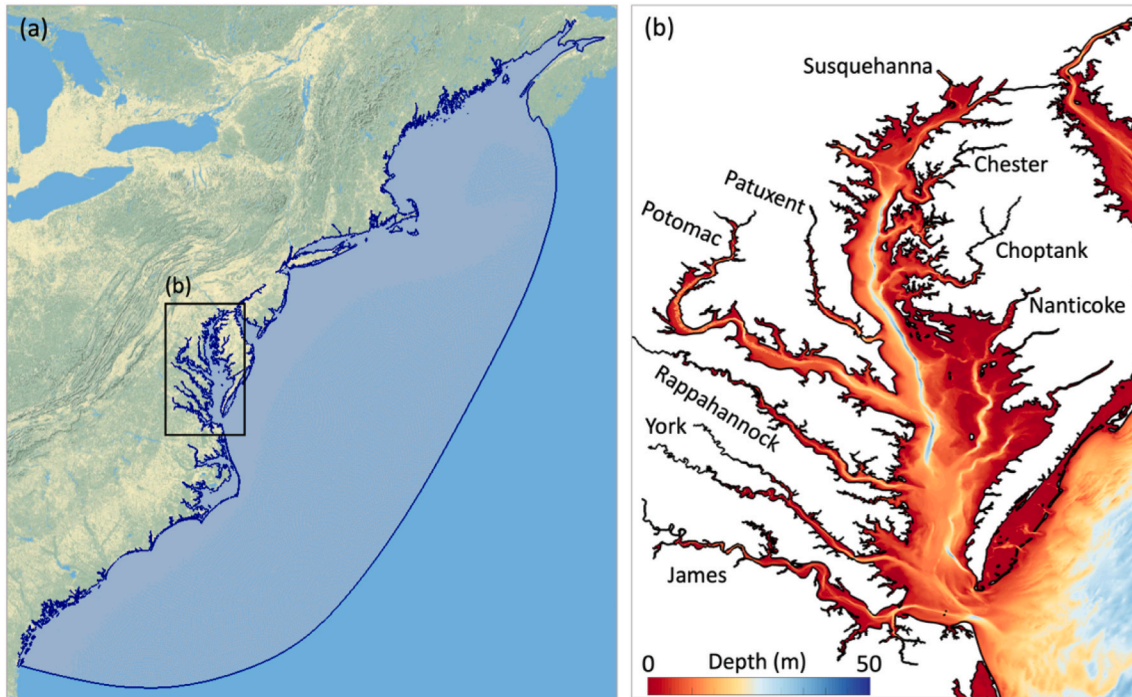 (a)
(b)
(b)
Susquehanna
Chester
Patuxent
Potomac
Choptank
Nanticoke
Rappahannock
York
James
0 Depth (m) 50